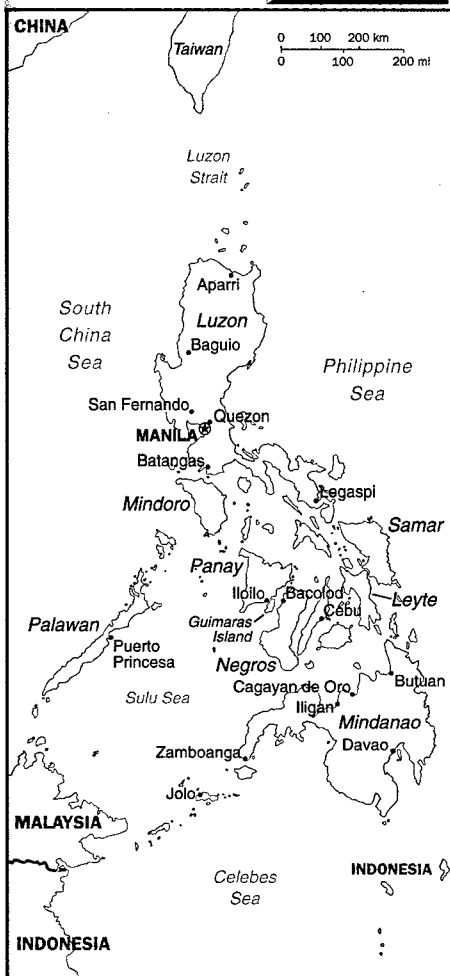 CHINA
Taiwan
0 100 200 km
0 100 200 mi
Luzon
Strait
Aparri
South
China
Sea
Luzon
Baguio
Philippine
Sea
San Fernando
Quezon
MANILA
Batangas
Legaspi
Mindoro
Samar
Panay
Iloilo
Bacolod
Leyte
Cebu
Guimaras
Island
Palawan
Puerto
Princesa
Negros
Sulu Sea
Cagayan de Oro
Butuan
Iligan
Mindanao
Davao
Zamboanga
Jolo
MALAYSIA
Celebes
Sea
INDONESIA
INDONESIA